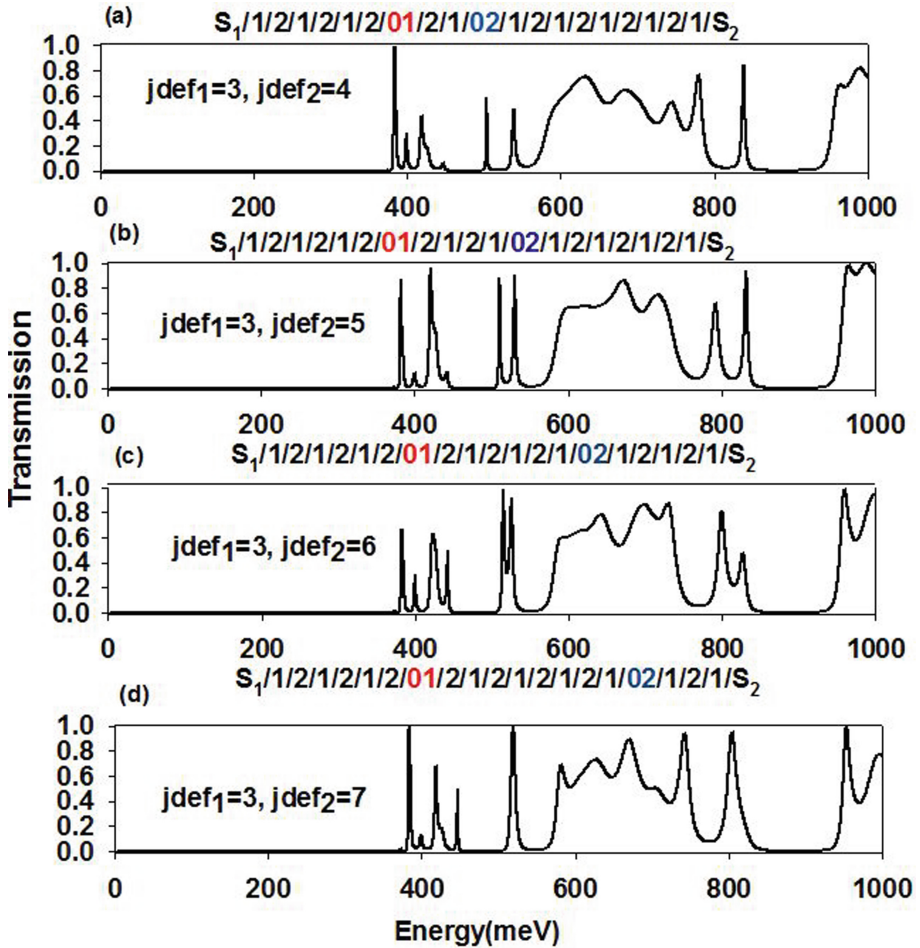 (a) S1/1/2/1/2/1/2/01/2/1/02/1/2/1/2/1/2/1/2/1/S2
1.0
0.8
0.6
0.4
0.2
0.0
jdef1=3, jdef2=4
0 200 400 600 800 1000
(b) S1/1/2/1/2/1/2/01/2/1/2/1/02/1/2/1/2/1/2/1/S2
1.0
0.8
0.6
0.4
0.2
0.0
jdef1=3, jdef2=5
0 200 400 600 800 1000
(c) S1/1/2/1/2/1/2/01/2/1/2/1/2/1/02/1/2/1/2/1/S2
1.0
0.8
0.6
0.4
0.2
0.0
jdef1=3, jdef2=6
0 200 400 600 800 1000
(d) S1/1/2/1/2/1/2/01/2/1/2/1/2/1/2/1/02/1/2/1/S2
1.0
0.8
0.6
0.4
0.2
0.0
jdef1=3, jdef2=7
0 200 400 600 800 1000
Transmission
Energy(meV)